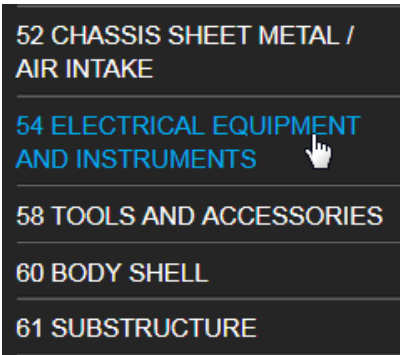 52 CHASSIS SHEET METAL /
AIR INTAKE
54 ELECTRICAL EQUIPMENT
AND INSTRUMENTS
58 TOOLS AND ACCESSORIES
60 BODY SHELL
61 SUBSTRUCTURE